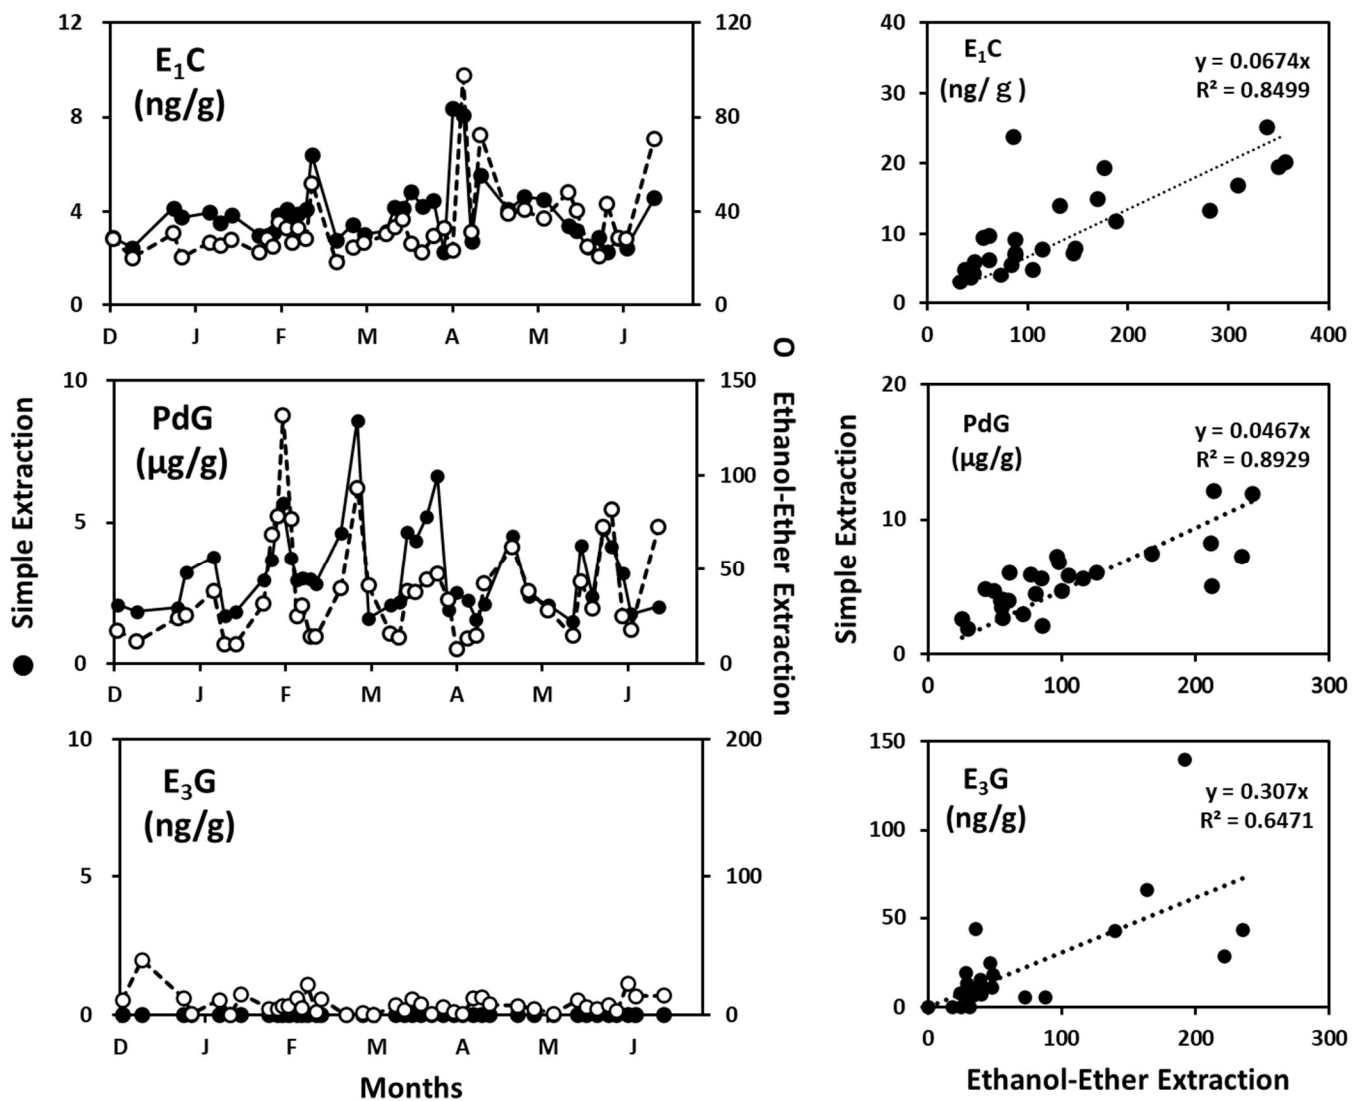 12
8
4
0
E₁C
(ng/g)
120
80
40
0
D J F M A M J
10
5
0
PdG
(µg/g)
150
100
50
0
D J F M A M J
10
5
0
E₃G
(ng/g)
200
100
0
D J F M A M J
Months
● Simple Extraction
O Ethanol-Ether Extraction
40
30
20
10
0
E₁C
(ng/ g )
y = 0.0674x
R² = 0.8499
0 100 200 300 400
20
10
0
PdG
(µg/g)
y = 0.0467x
R² = 0.8929
0 100 200 300
150
100
50
0
E₃G
(ng/g)
y = 0.307x
R² = 0.6471
0 100 200 300
Simple Extraction
Ethanol-Ether Extraction